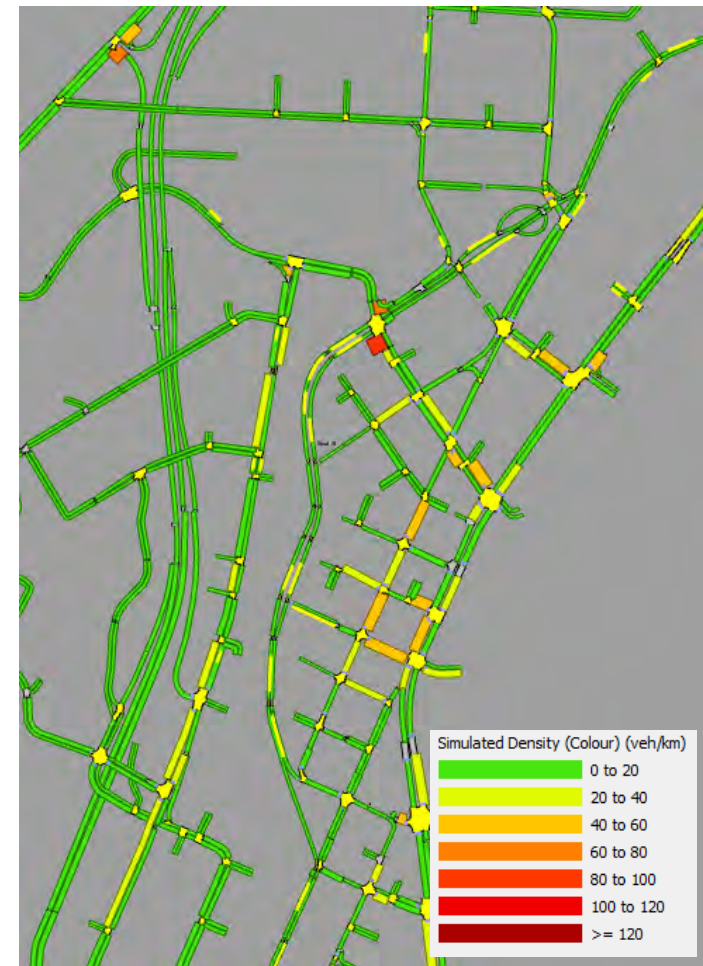 Simulated Density (Colour) (veh/km)
0 to 20
20 to 40
40 to 60
60 to 80
80 to 100
100 to 120
>= 120